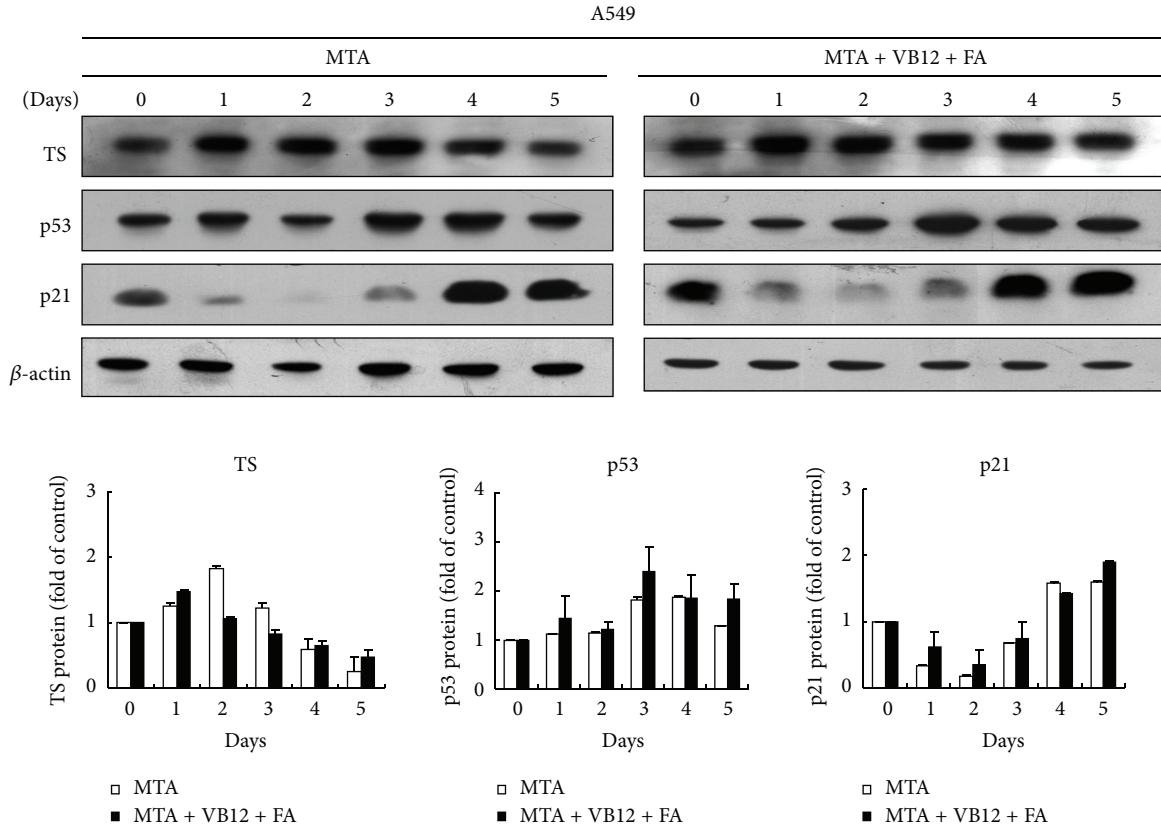 A549
MTA
MTA + VB12 + FA
(Days) 0 1 2 3 4 5 0 1 2 3 4 5
TS
p53
p21
β-actin
TS
TS protein (fold of control)
3
2
1
0
0 1 2 3 4 5
Days
MTA
MTA + VB12 + FA
p53
p53 protein (fold of control)
4
3
2
1
0
0 1 2 3 4 5
Days
MTA
MTA + VB12 + FA
p21
p21 protein (fold of control)
3
2
1
0
0 1 2 3 4 5
Days
MTA
MTA + VB12 + FA